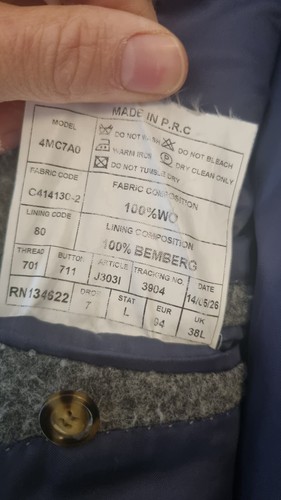 MADE IN P.R.C
MODEL
4MC7A0
DO NOT WASH DO NOT BLEACH
WARM IRON DRY CLEAN ONLY
DO NOT TUMBLE DRY
FABRIC CODE
C414130-2
FABRIC COMPOSITION
100%WO
LINING CODE
80
LINING COMPOSITION
100% BEMBERG
THREAD BUTTON ARTICLE TRACKING NO. DATE
701 711 J303I 3904 14/05/26
RN134622
DROP STAT EUR UK
7 L 94 38L